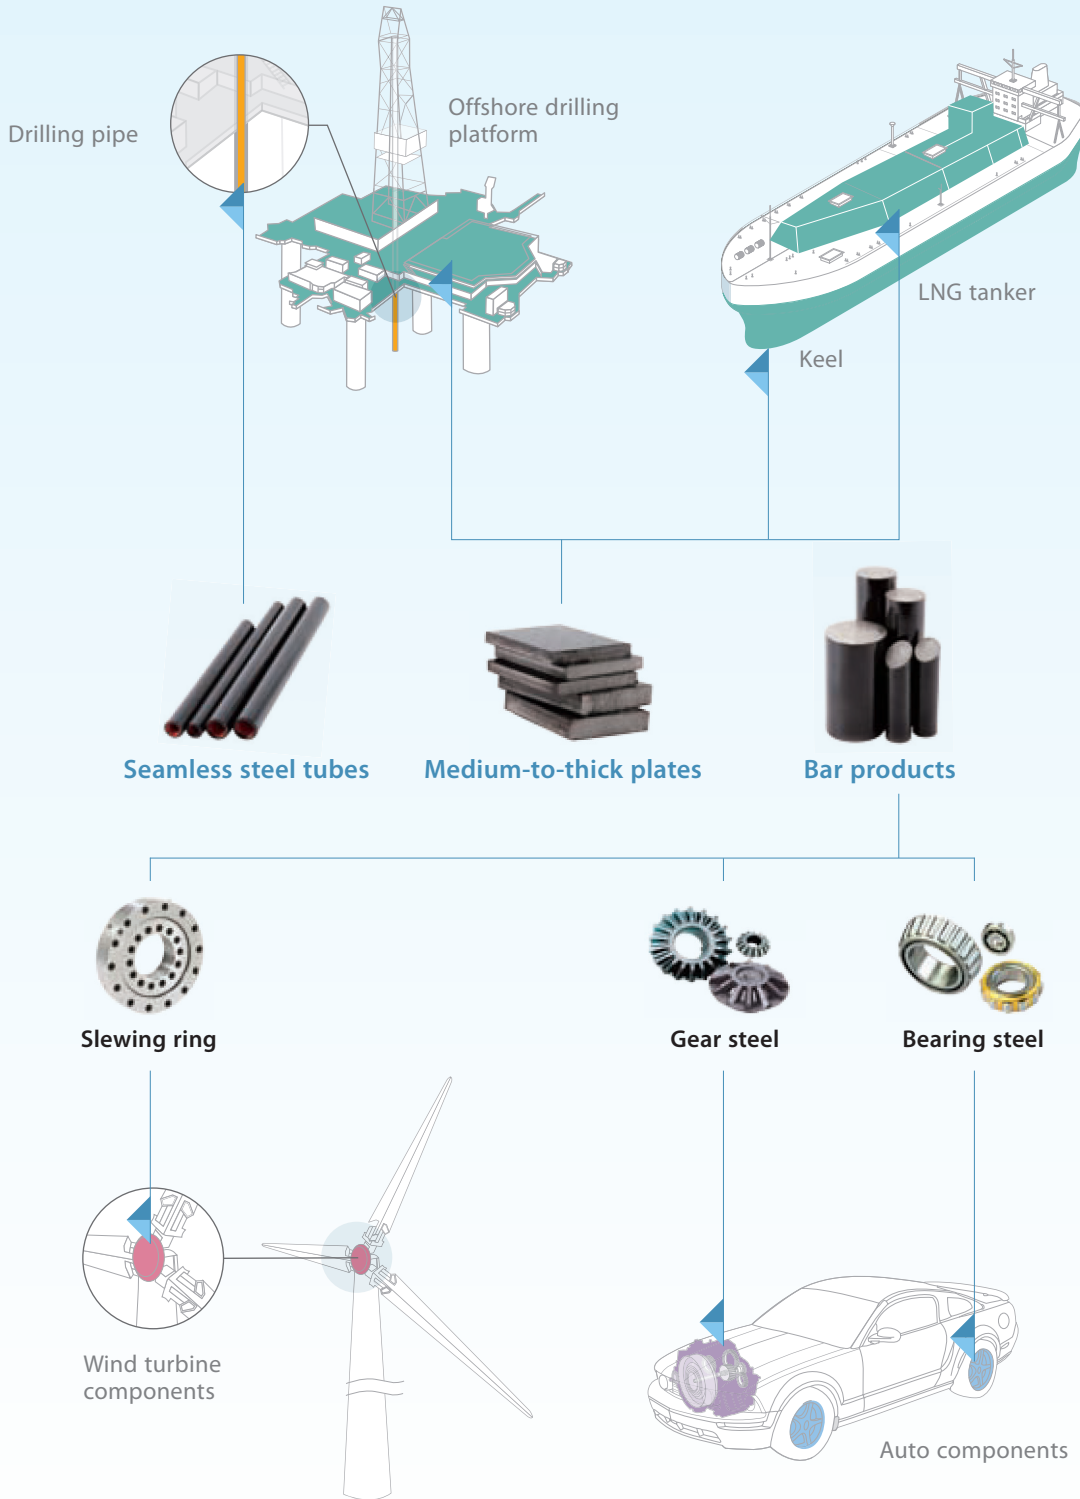 Drilling pipe
Offshore drilling
platform
LNG tanker
Keel
Seamless steel tubes
Medium-to-thick plates
Bar products
Slewing ring
Gear steel
Bearing steel
Wind turbine
components
Auto components